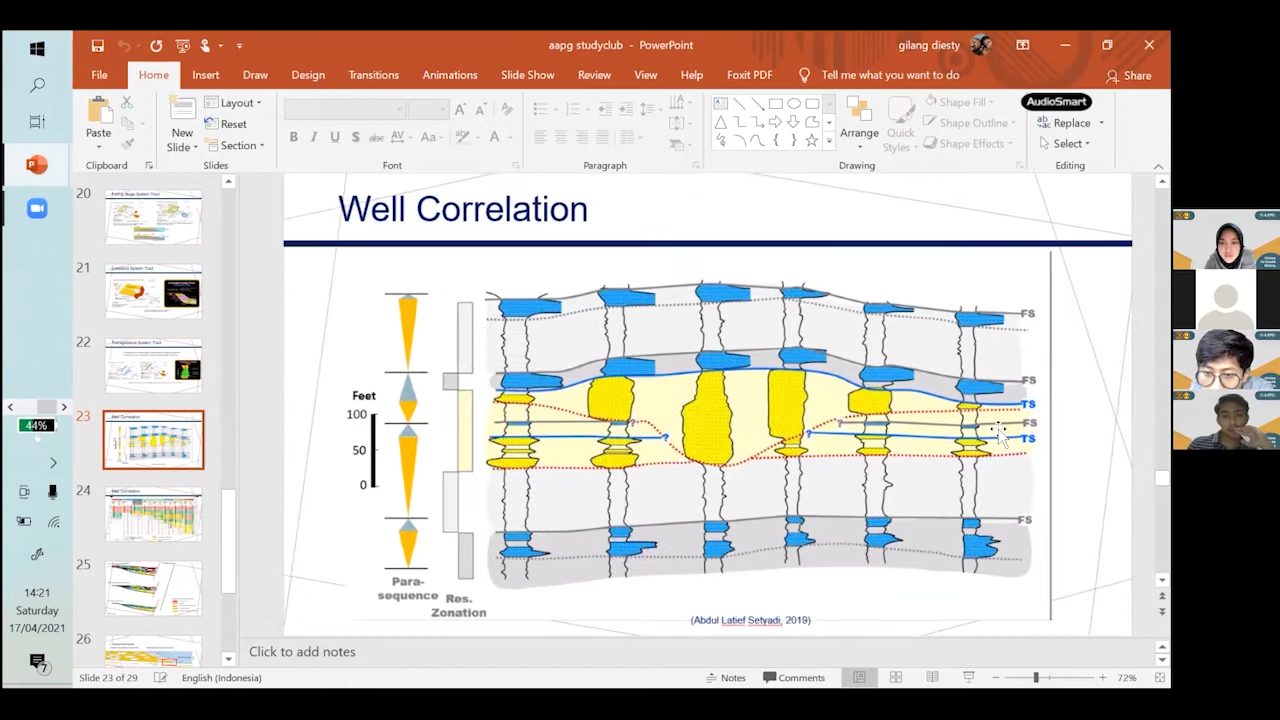 aapg studyclub - PowerPoint
gilang diesty
File Home Insert Draw Design Transitions Animations Slide Show Review View Help Foxit PDF Tell me what you want to do Share
Paste
Clipboard
New
Slide
Layout
Reset
Section
Slides
B I U S abc AV Aa
Font
Paragraph
Arrange
Quick
Styles
Shape Fill
Shape Outline
Shape Effects
Drawing
AudioSmart
Replace
Select
Editing
20
21
22
23
24
25
26
44%
14:21
Saturday
17/04/2021
7
Well Correlation
Feet
100
50
0
Para-
sequence
Res.
Zonation
FS
FS
TS
FS
TS
FS
?
?
?
?
(Abdul Latief Setyadi, 2019)
Click to add notes
Slide 23 of 29
English (Indonesia)
Notes
Comments
72%